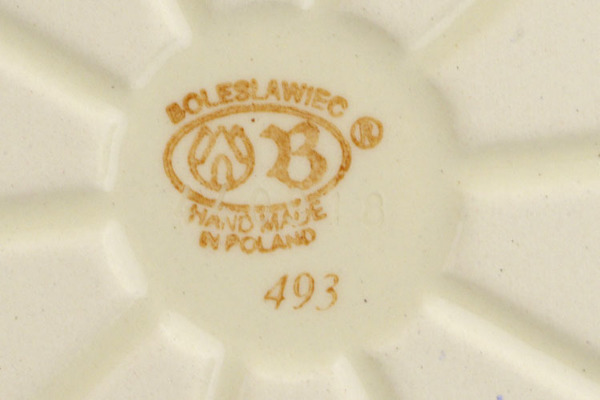 BOLESLAWIEC
B ®
HAND MADE
IN POLAND
493